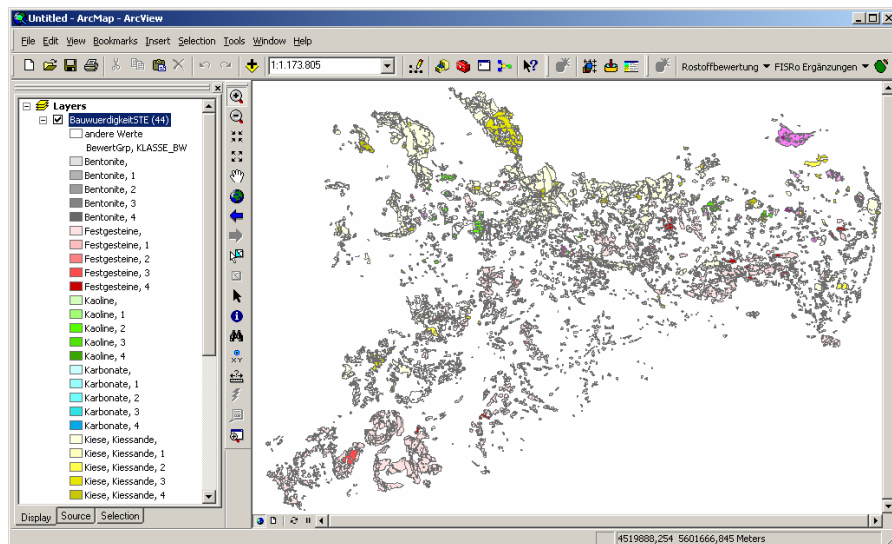 Untitled - ArcMap - ArcView
File Edit View Bookmarks Insert Selection Tools Window Help
1:1.173.805 Rostoffbewertung FISRo Ergänzungen
Layers
BauwuerdigkeitSTE (44)
andere Werte
BewertGrp, KLASSE_BW
Bentonite,
Bentonite, 1
Bentonite, 2
Bentonite, 3
Bentonite, 4
Festgesteine,
Festgesteine, 1
Festgesteine, 2
Festgesteine, 3
Festgesteine, 4
Kaoline,
Kaoline, 1
Kaoline, 2
Kaoline, 3
Kaoline, 4
Karbonate,
Karbonate, 1
Karbonate, 2
Karbonate, 3
Karbonate, 4
Kiese, Kiessande,
Kiese, Kiessande, 1
Kiese, Kiessande, 2
Kiese, Kiessande, 3
Kiese, Kiessande, 4
XY
Display Source Selection
4519888,254 5601666,845 Meters